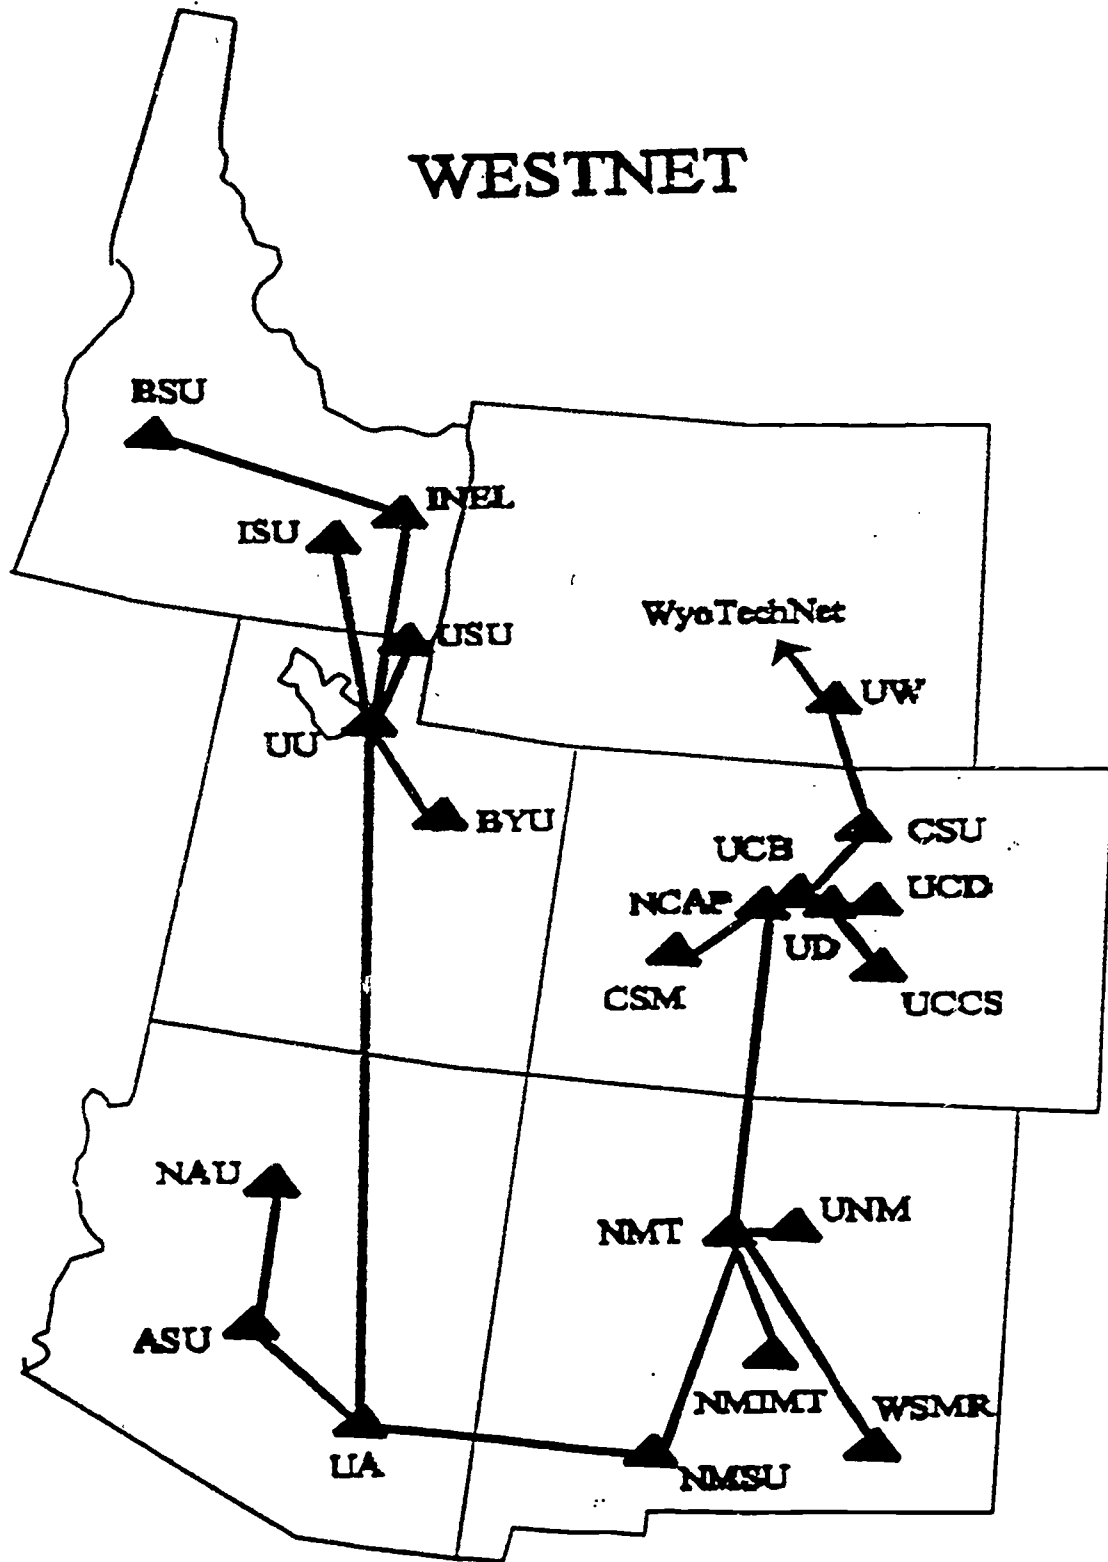 WESTNET
BSU
INEL
ISU
USU
WyoTechNet
UW
UU
BYU
CSU
UCB
UCD
NCAP
UD
CSM
UCCS
NAU
UNM
NMT
ASU
NMIMT
WSMR
UA
NMSU